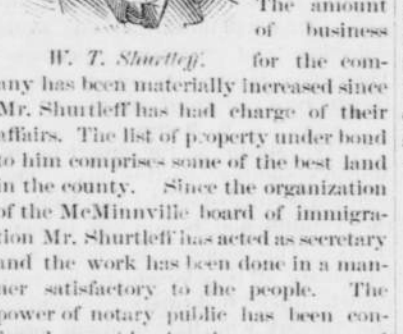 The amount
of business
W. T. Shurtleff. for the com-
any has been materially increased since
Mr. Shurtleff has had charge of their
affairs. The list of property under bond
to him comprises some of the best land
in the county. Since the organization
of the McMinnville board of immigra-
tion Mr. Shurtleff has acted as secretary
and the work has been done in a man-
ner satisfactory to the people. The
power of notary public has been con-